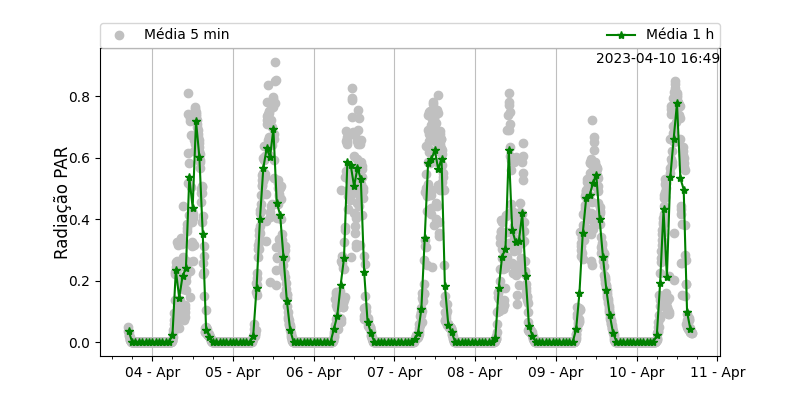 Média 5 min
Média 1 h
2023-04-10 16:49
Radiação PAR
0.8
0.6
0.4
0.2
0.0
04 - Apr
05 - Apr
06 - Apr
07 - Apr
08 - Apr
09 - Apr
10 - Apr
11 - Apr